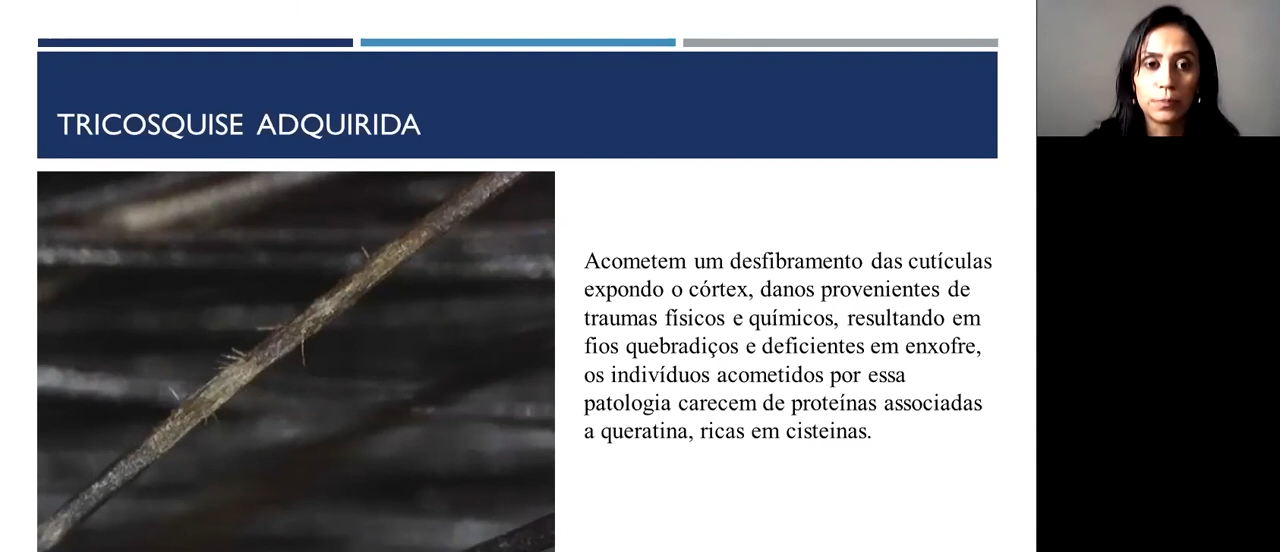 TRICOSQUISE ADQUIRIDA
Acometem um desfibramento das cutículas
expondo o córtex, danos provenientes de
traumas físicos e químicos, resultando em
fios quebradiços e deficientes em enxofre,
os indivíduos acometidos por essa
patologia carecem de proteínas associadas
a queratina, ricas em cisteinas.